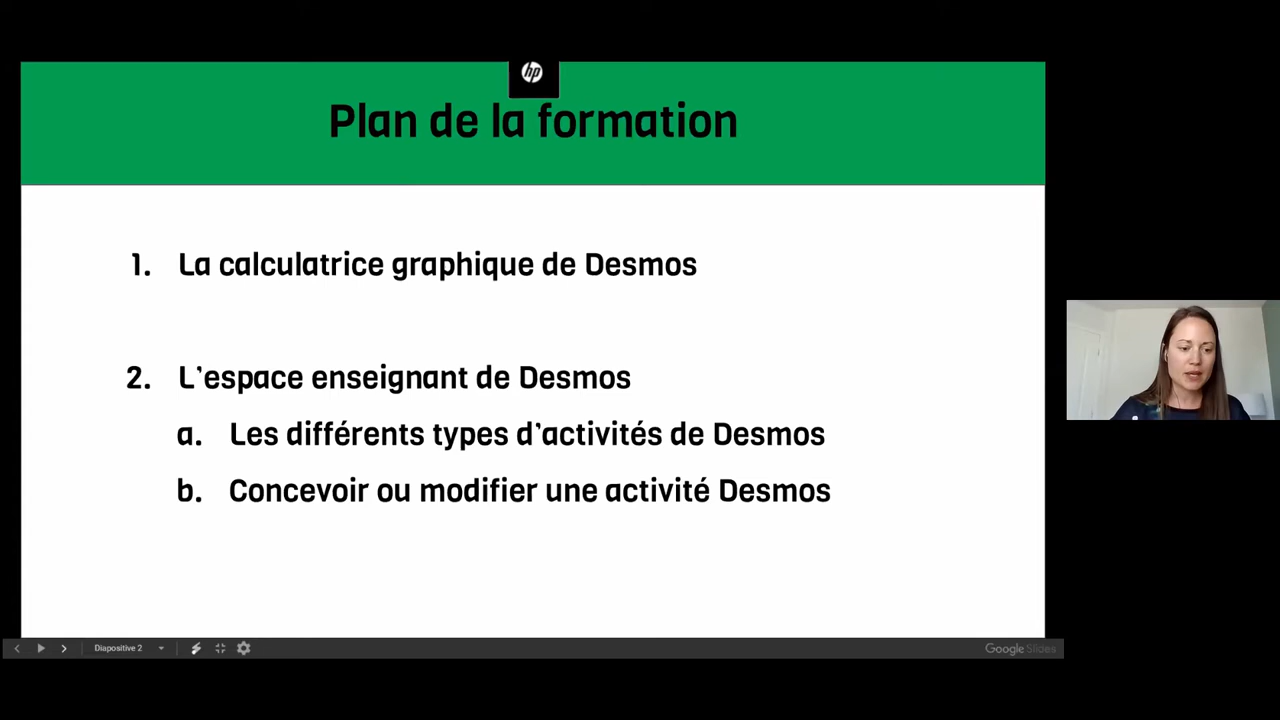 hp
Plan de la formation
1. La calculatrice graphique de Desmos
2. L'espace enseignant de Desmos
a. Les différents types d'activités de Desmos
b. Concevoir ou modifier une activité Desmos
Diapositive 2
Google Slides